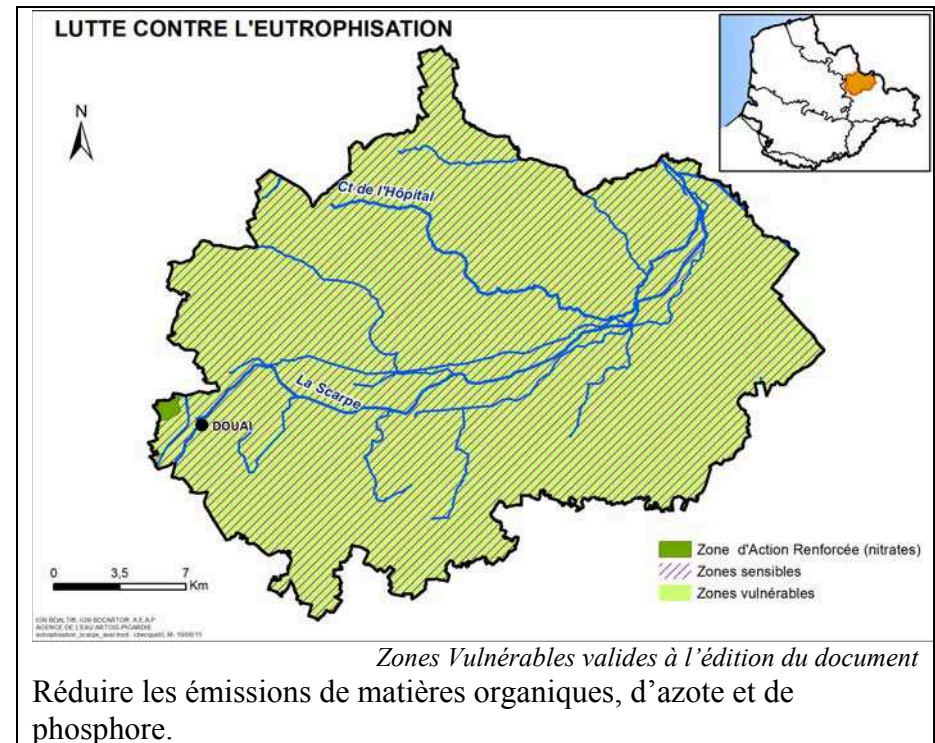 LUTTE CONTRE L'EUTROPHISATION
N
Ct de l'Hôpital
La Scarpe
DOUAI
Zone d'Action Renforcée (nitrates)
Zones sensibles
Zones vulnérables
0 3,5 7
Km
AGENCE DE L'EAU ARTOIS-PICARDIE
Zones Vulnérables valides à l'édition du document
Réduire les émissions de matières organiques, d'azote et de
phosphore.